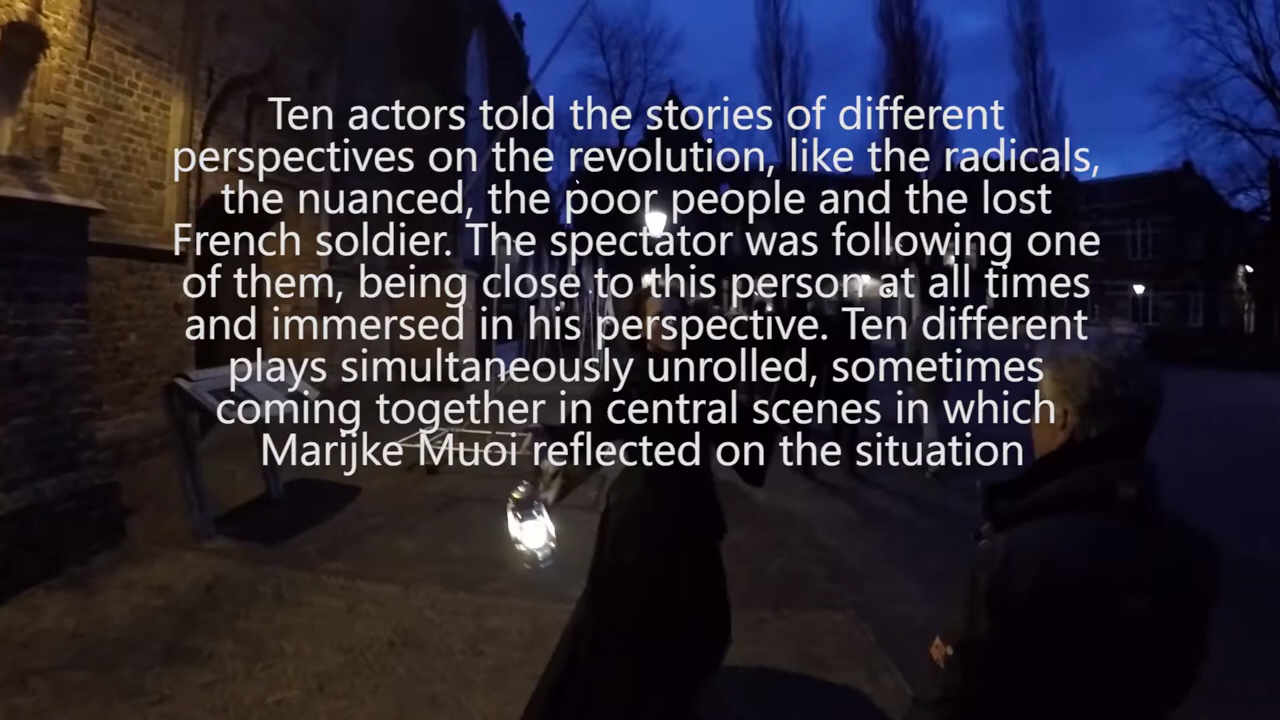 Ten actors told the stories of different
perspectives on the revolution, like the radicals,
the nuanced, the poor people and the lost
French soldier. The spectator was following one
of them, being close to this person at all times
and immersed in his perspective. Ten different
plays simultaneously unrolled, sometimes
coming together in central scenes in which
Marijke Muoi reflected on the situation